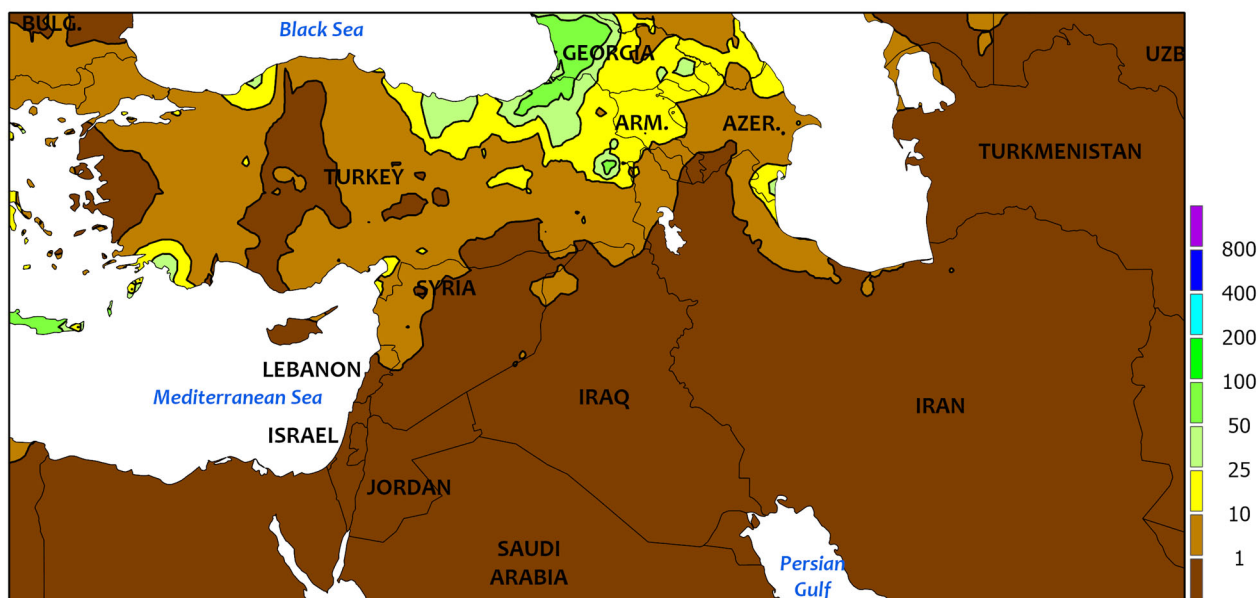 BULG.
Black Sea
GEORGIA
UZB
ARM.
AZER.
TURKMENISTAN
TURKEY
SYRIA
LEBANON
Mediterranean Sea
IRAQ
IRAN
ISRAEL
JORDAN
SAUDI
ARABIA
Persian
Gulf
800
400
200
100
50
25
10
1